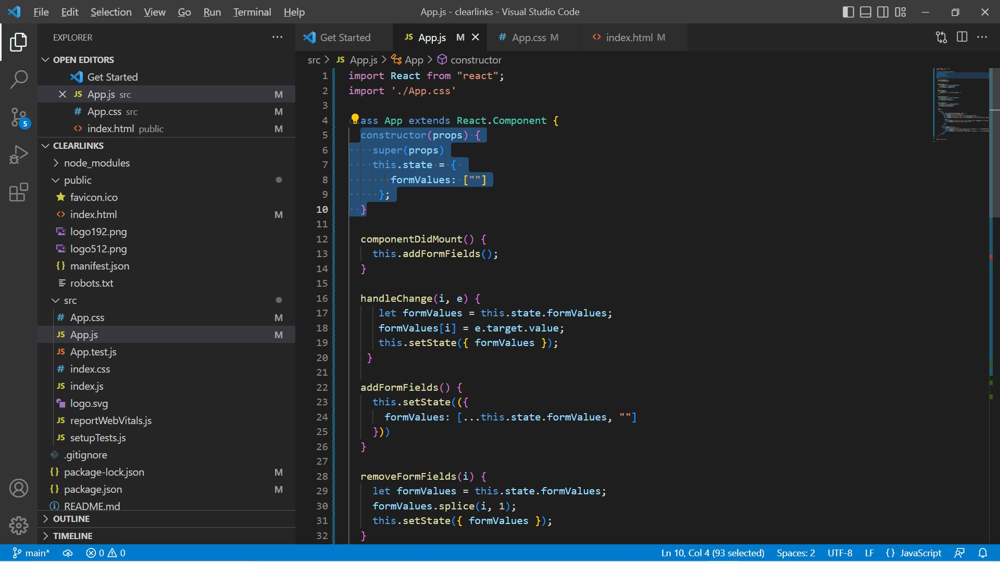 File Edit Selection View Go Run Terminal Help
App.js - clearlinks - Visual Studio Code
EXPLORER
OPEN EDITORS
Get Started
JS App.js src M
# App.css src M
<> index.html public M
CLEARLINKS
node_modules
public
favicon.ico
<> index.html M
logo192.png
logo512.png
{} manifest.json
robots.txt
src
# App.css M
JS App.js M
JS App.test.js
# index.css
JS index.js
logo.svg
JS reportWebVitals.js
JS setupTests.js
.gitignore
{} package-lock.json M
{} package.json M
README.md
OUTLINE
TIMELINE
5
Get Started
JS App.js M
# App.css M
<> index.html M
src > JS App.js > App > constructor
1 import React from "react";
2 import './App.css'
3
4 ass App extends React.Component {
5 constructor(props) {
6 super(props)
7 this.state = {
8 formValues: [""]
9 };
10 }
11
12 componentDidMount() {
13 this.addFormFields();
14 }
15
16 handleChange(i, e) {
17 let formValues = this.state.formValues;
18 formValues[i] = e.target.value;
19 this.setState({ formValues });
20 }
21
22 addFormFields() {
23 this.setState(({
24 formValues: [...this.state.formValues, ""]
25 }))
26 }
27
28 removeFormFields(i) {
29 let formValues = this.state.formValues;
30 formValues.splice(i, 1);
31 this.setState({ formValues });
32 }
main* 0 0 Ln 10, Col 4 (93 selected) Spaces: 2 UTF-8 LF {} JavaScript